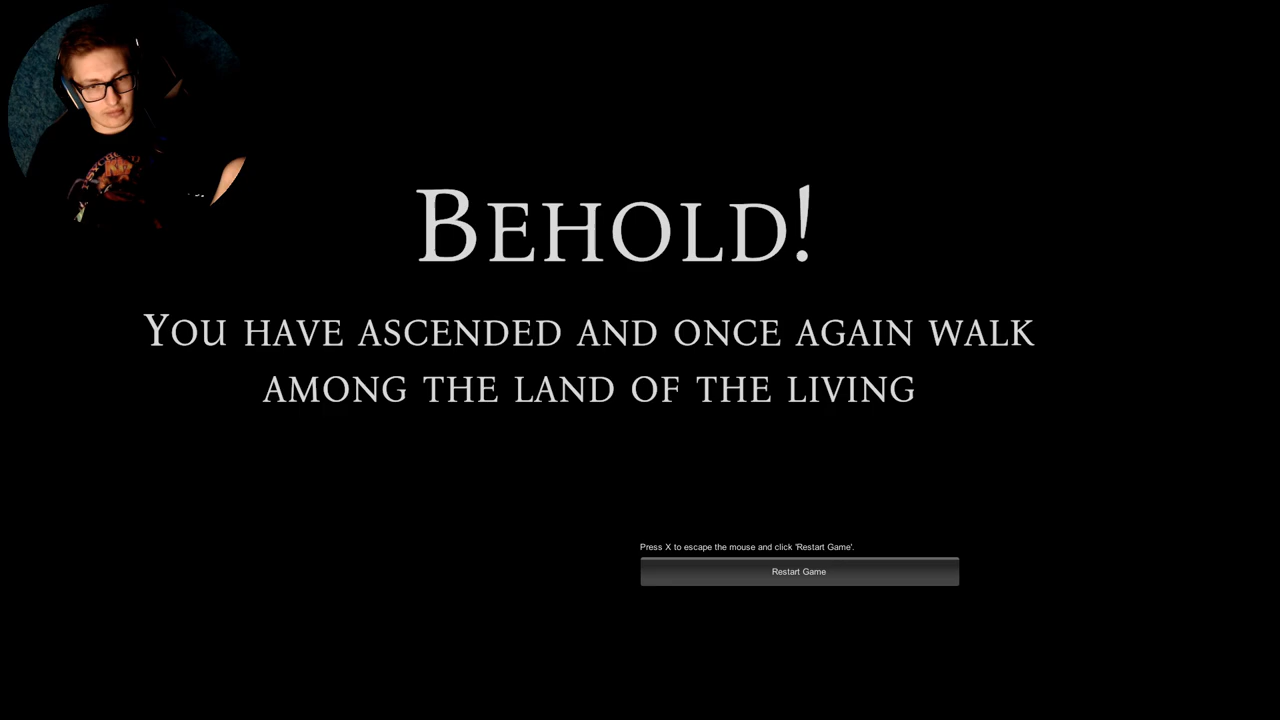 BEHOLD!
YOU HAVE ASCENDED AND ONCE AGAIN WALK
AMONG THE LAND OF THE LIVING
Press X to escape the mouse and click 'Restart Game'.
Restart Game